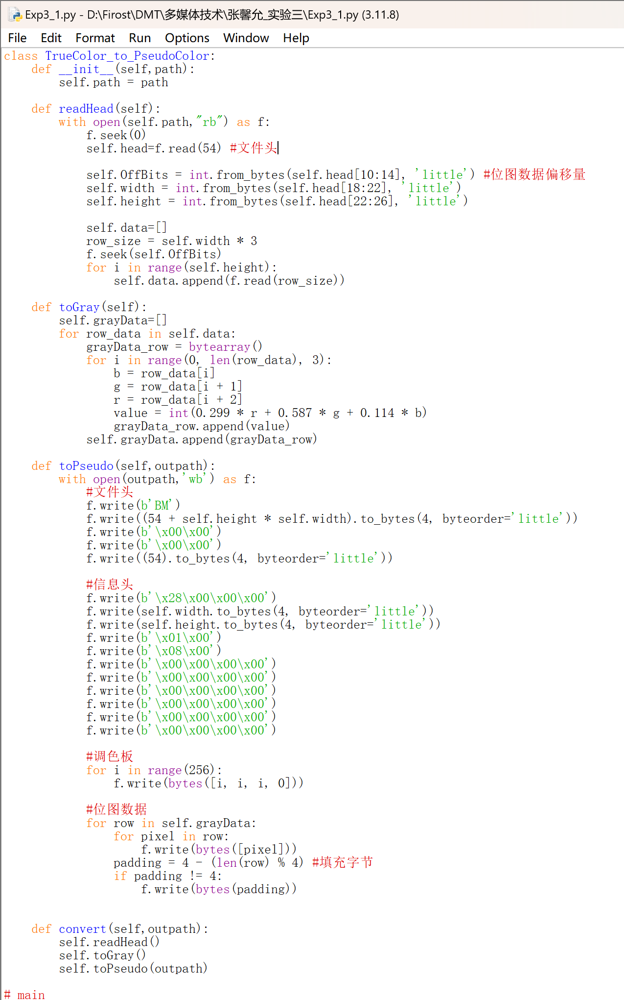 Exp3_1.py - D:\Firost\DMT\多媒体技术\张馨允_实验三\Exp3_1.py (3.11.8)
File Edit Format Run Options Window Help
class TrueColor_to_PseudoColor:
    def __init__(self,path):
        self.path = path

    def readHead(self):
        with open(self.path,"rb") as f:
            f.seek(0)
            self.head=f.read(54) #文件头

            self.OffBits = int.from_bytes(self.head[10:14], 'little') #位图数据偏移量
            self.width = int.from_bytes(self.head[18:22], 'little')
            self.height = int.from_bytes(self.head[22:26], 'little')

            self.data=[]
            row_size = self.width * 3
            f.seek(self.OffBits)
            for i in range(self.height):
                self.data.append(f.read(row_size))

    def toGray(self):
        self.grayData=[]
        for row_data in self.data:
            grayData_row = bytearray()
            for i in range(0, len(row_data), 3):
                b = row_data[i]
                g = row_data[i + 1]
                r = row_data[i + 2]
                value = int(0.299 * r + 0.587 * g + 0.114 * b)
                grayData_row.append(value)
            self.grayData.append(grayData_row)

    def toPseudo(self,outpath):
        with open(outpath,'wb') as f:
            #文件头
            f.write(b'BM')
            f.write((54 + self.height * self.width).to_bytes(4, byteorder='little'))
            f.write(b'\x00\x00')
            f.write(b'\x00\x00')
            f.write((54).to_bytes(4, byteorder='little'))

            #信息头
            f.write(b'\x28\x00\x00\x00')
            f.write(self.width.to_bytes(4, byteorder='little'))
            f.write(self.height.to_bytes(4, byteorder='little'))
            f.write(b'\x01\x00')
            f.write(b'\x08\x00')
            f.write(b'\x00\x00\x00\x00')
            f.write(b'\x00\x00\x00\x00')
            f.write(b'\x00\x00\x00\x00')
            f.write(b'\x00\x00\x00\x00')
            f.write(b'\x00\x00\x00\x00')
            f.write(b'\x00\x00\x00\x00')

            #调色板
            for i in range(256):
                f.write(bytes([i, i, i, 0]))

            #位图数据
            for row in self.grayData:
                for pixel in row:
                    f.write(bytes([pixel]))
                padding = 4 - (len(row) % 4) #填充字节
                if padding != 4:
                    f.write(bytes(padding))


    def convert(self,outpath):
        self.readHead()
        self.toGray()
        self.toPseudo(outpath)

# main